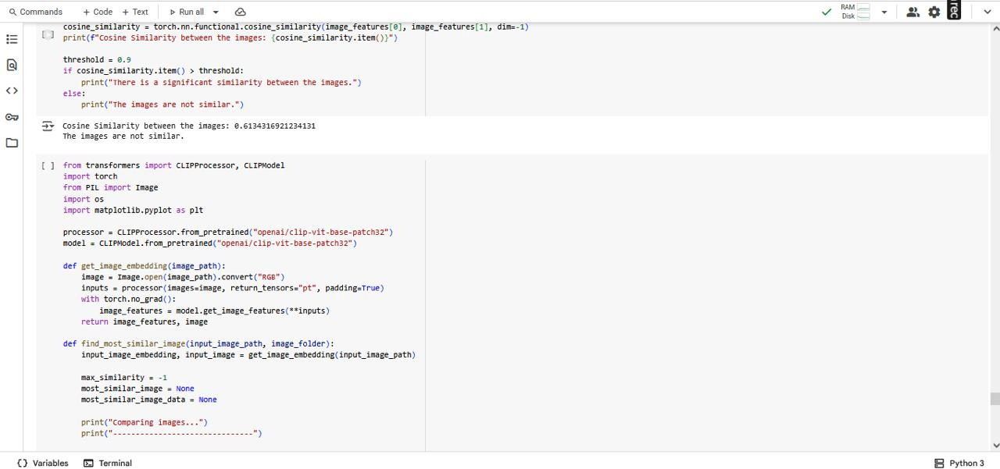 Commands + Code + Text Run all
RAM
Disk
rec
cosine_similarity = torch.nn.functional.cosine_similarity(image_features[0], image_features[1], dim=-1)
[ ] print(f"Cosine Similarity between the images: {cosine_similarity.item()}")
threshold = 0.9
if cosine_similarity.item() > threshold:
    print("There is a significant similarity between the images.")
else:
    print("The images are not similar.")
Cosine Similarity between the images: 0.6134316921234131
The images are not similar.
[ ] from transformers import CLIPProcessor, CLIPModel
import torch
from PIL import Image
import os
import matplotlib.pyplot as plt
processor = CLIPProcessor.from_pretrained("openai/clip-vit-base-patch32")
model = CLIPModel.from_pretrained("openai/clip-vit-base-patch32")
def get_image_embedding(image_path):
    image = Image.open(image_path).convert("RGB")
    inputs = processor(images=image, return_tensors="pt", padding=True)
    with torch.no_grad():
        image_features = model.get_image_features(**inputs)
    return image_features, image
def find_most_similar_image(input_image_path, image_folder):
    input_image_embedding, input_image = get_image_embedding(input_image_path)
    max_similarity = -1
    most_similar_image = None
    most_similar_image_data = None
    print("Comparing images...")
    print("-------------------------------")
Variables Terminal Python 3